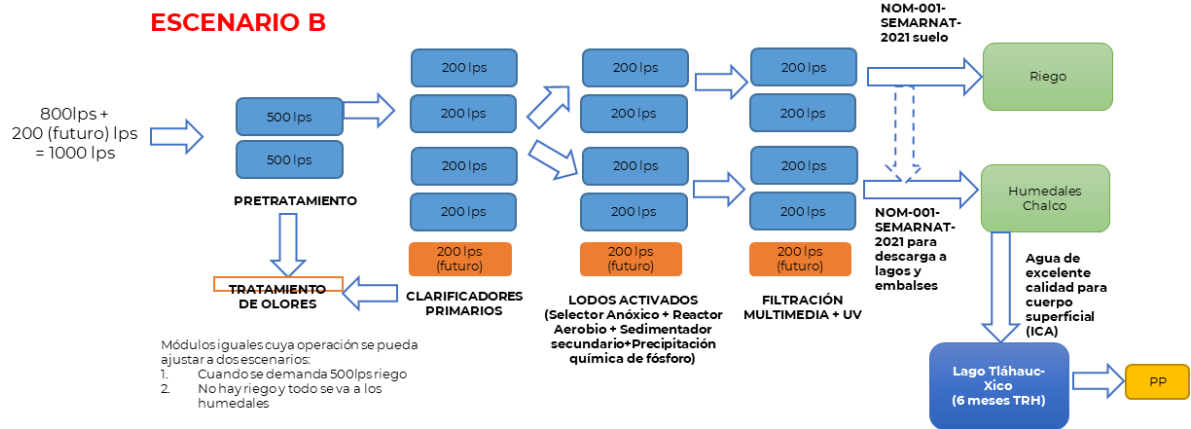 ESCENARIO B
800lps +
200 (futuro) lps
= 1000 lps
500 lps
500 lps
PRETRATAMIENTO
TRATAMIENTO
DE OLORES
Módulos iguales cuya operación se pueda
ajustar a dos escenarios:
1. Cuando se demanda 500lps riego
2. No hay riego y todo se va a los
humedales
200 lps
200 lps
200 lps
200 lps
200 lps
(futuro)
CLARIFICADORES
PRIMARIOS
200 lps
200 lps
200 lps
200 lps
200 lps
(futuro)
LODOS ACTIVADOS
(Selector Anóxico + Reactor
Aerobio + Sedimentador
secundario+Precipitación
química de fósforo)
200 lps
200 lps
200 lps
200 lps
200 lps
(futuro)
FILTRACIÓN
MULTIMEDIA + UV
NOM-001-
SEMARNAT-
2021 suelo
Riego
NOM-001-
SEMARNAT-
2021 para
descarga a
lagos y
embalses
Humedales
Chalco
Agua de
excelente
calidad para
cuerpo
superficial
(ICA)
Lago Tláhauc-
Xico
(6 meses TRH)
PP